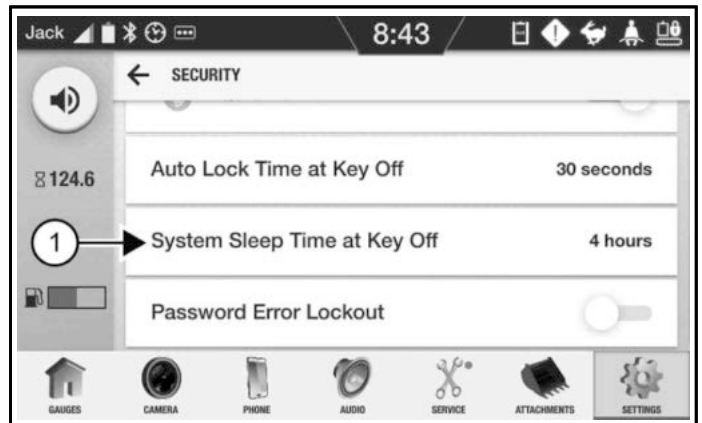 Jack 8:43
SECURITY
124.6
Auto Lock Time at Key Off 30 seconds
1
System Sleep Time at Key Off 4 hours
Password Error Lockout
GAUGES CAMERA PHONE AUDIO SERVICE ATTACHMENTS SETTINGS